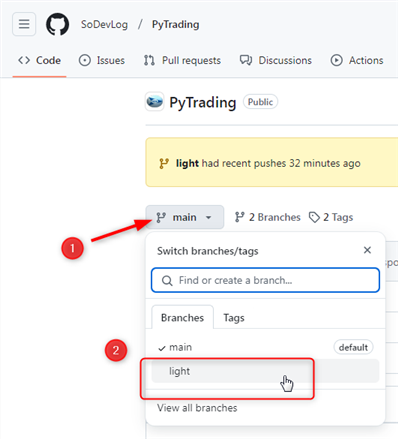 SoDevLog / PyTrading
Code Issues Pull requests Discussions Actions
PyTrading Public
light had recent pushes 32 minutes ago
1
main 2 Branches 2 Tags
Switch branches/tags
Find or create a branch...
Branches Tags
2
main default
light
View all branches